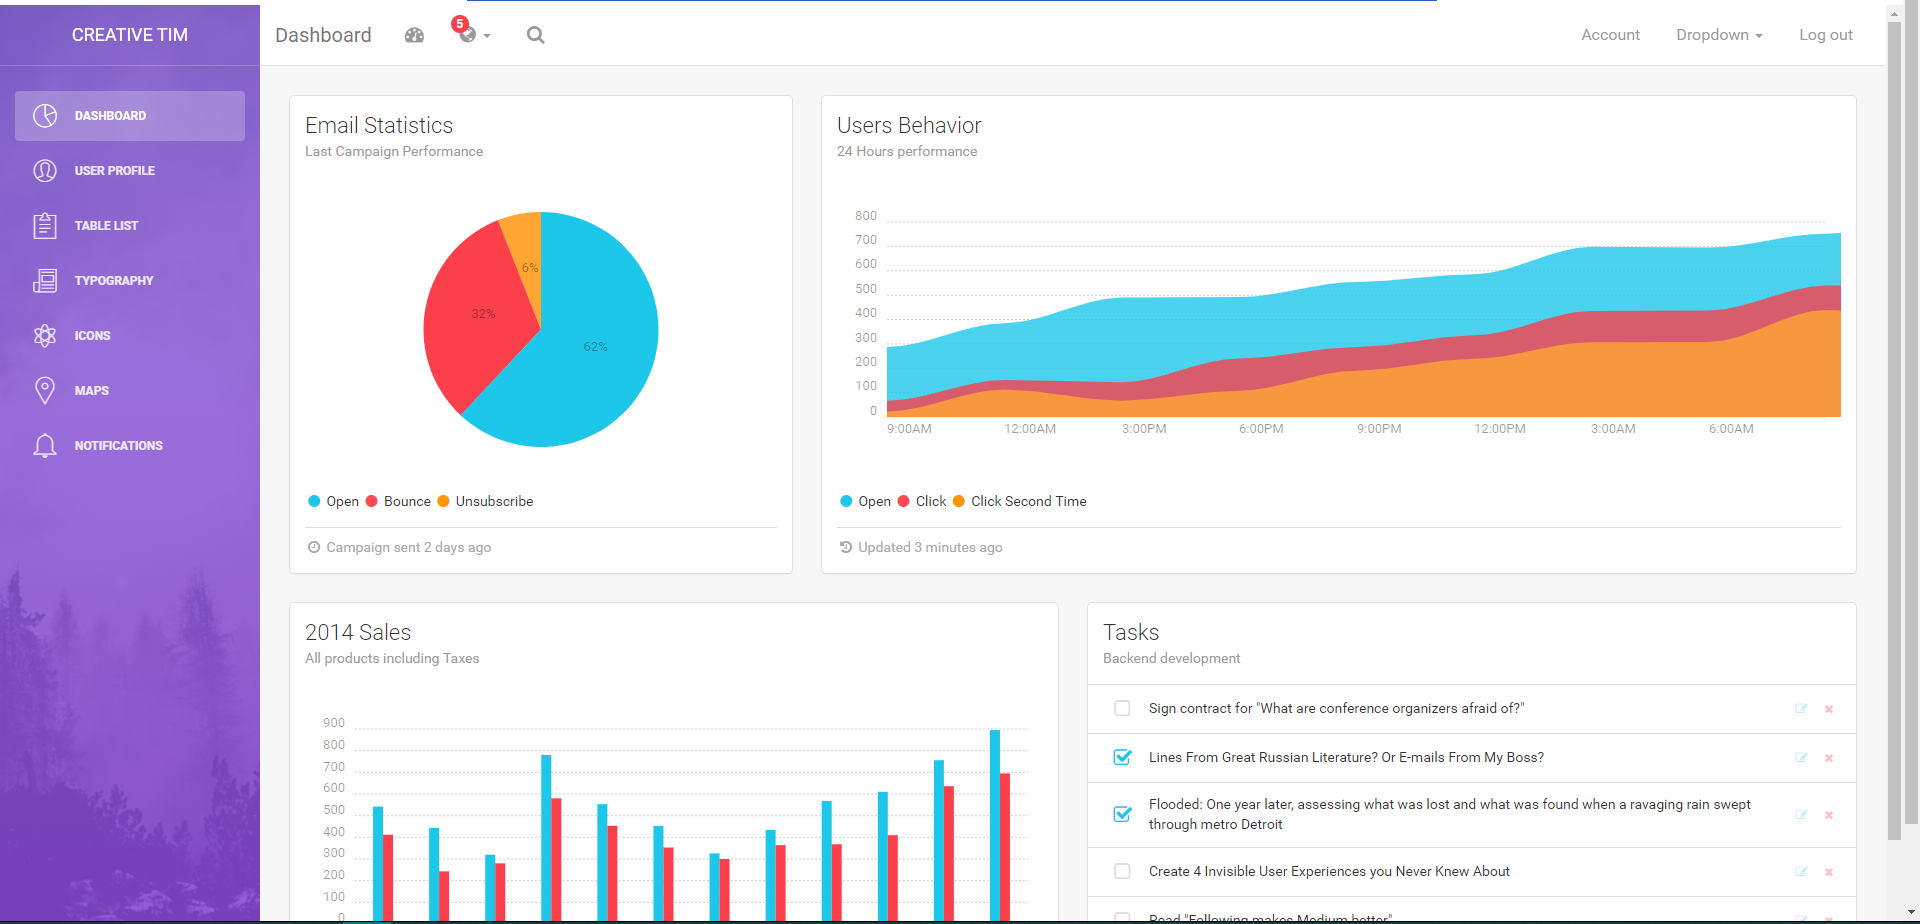 CREATIVE TIM
DASHBOARD
USER PROFILE
TABLE LIST
TYPOGRAPHY
ICONS
MAPS
NOTIFICATIONS
Dashboard
5
Account
Dropdown
Log out
Email Statistics
Last Campaign Performance
6%
32%
62%
Open Bounce Unsubscribe
Campaign sent 2 days ago
Users Behavior
24 Hours performance
800
700
600
500
400
300
200
100
0
9:00AM 12:00AM 3:00PM 6:00PM 9:00PM 12:00PM 3:00AM 6:00AM
Open Click Click Second Time
Updated 3 minutes ago
2014 Sales
All products including Taxes
900
800
700
600
500
400
300
200
100
0
Tasks
Backend development
Sign contract for "What are conference organizers afraid of?"
Lines From Great Russian Literature? Or E-mails From My Boss?
Flooded: One year later, assessing what was lost and what was found when a ravaging rain swept
through metro Detroit
Create 4 Invisible User Experiences you Never Knew About
Read "Following makes Medium better"